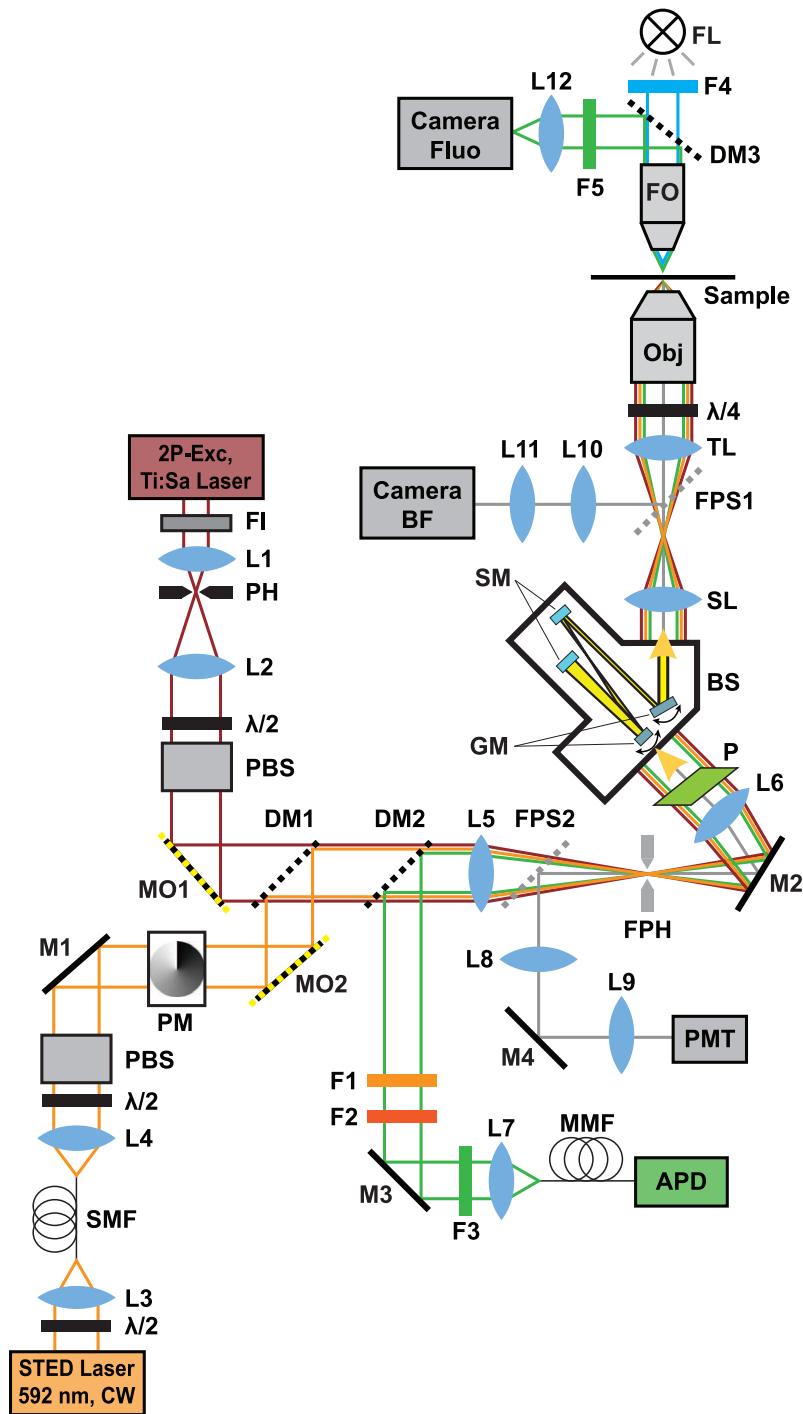 FL
L12
F4
Camera
Fluo
DM3
F5
FO
Sample
Obj
λ/4
2P-Exc,
Ti:Sa Laser
L11
L10
TL
Camera
BF
FPS1
FI
L1
PH
SM
SL
L2
BS
λ/2
GM
P
PBS
L6
DM1
DM2
L5
FPS2
MO1
M2
FPH
M1
MO2
L8
PM
L9
PBS
M4
PMT
F1
λ/2
F2
L4
L7
MMF
M3
APD
SMF
F3
L3
λ/2
STED Laser
592 nm, CW